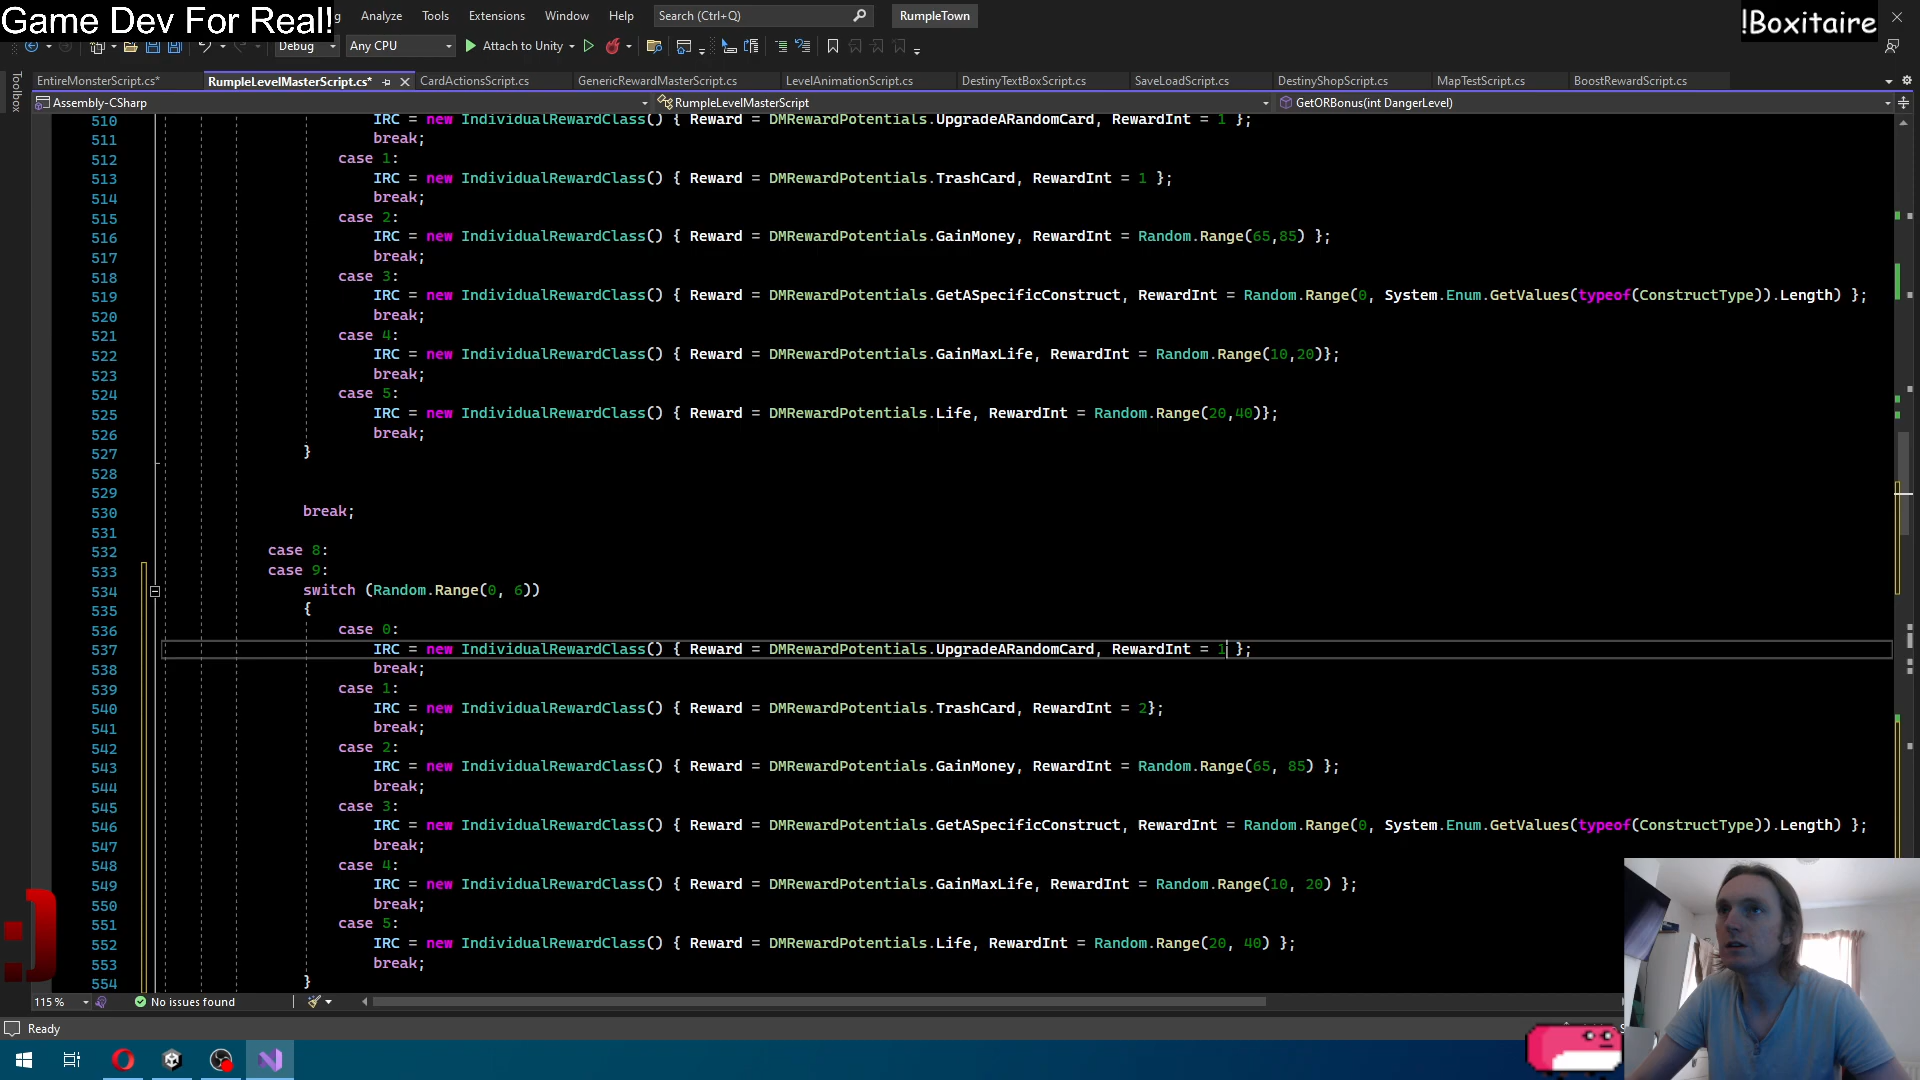 Game Dev For Real!
g Analyze Tools Extensions Window Help Search (Ctrl+Q) RumpleTown
!Boxitaire
Debug Any CPU Attach to Unity
EntireMonsterScript.cs* RumpleLevelMasterScript.cs* CardActionsScript.cs GenericRewardMasterScript.cs LevelAnimationScript.cs DestinyTextBoxScript.cs SaveLoadScript.cs DestinyShopScript.cs MapTestScript.cs BoostRewardScript.cs
Toolbox
Assembly-CSharp RumpleLevelMasterScript GetORBonus(int DangerLevel)
510 IRC = new IndividualRewardClass() { Reward = DMRewardPotentials.UpgradeARandomCard, RewardInt = 1 };
511 break;
512 case 1:
513 IRC = new IndividualRewardClass() { Reward = DMRewardPotentials.TrashCard, RewardInt = 1 };
514 break;
515 case 2:
516 IRC = new IndividualRewardClass() { Reward = DMRewardPotentials.GainMoney, RewardInt = Random.Range(65,85) };
517 break;
518 case 3:
519 IRC = new IndividualRewardClass() { Reward = DMRewardPotentials.GetASpecificConstruct, RewardInt = Random.Range(0, System.Enum.GetValues(typeof(ConstructType)).Length) };
520 break;
521 case 4:
522 IRC = new IndividualRewardClass() { Reward = DMRewardPotentials.GainMaxLife, RewardInt = Random.Range(10,20)};
523 break;
524 case 5:
525 IRC = new IndividualRewardClass() { Reward = DMRewardPotentials.Life, RewardInt = Random.Range(20,40)};
526 break;
527 }
528
529
530 break;
531
532 case 8:
533 case 9:
534 switch (Random.Range(0, 6))
535 {
536 case 0:
537 IRC = new IndividualRewardClass() { Reward = DMRewardPotentials.UpgradeARandomCard, RewardInt = 1 };
538 break;
539 case 1:
540 IRC = new IndividualRewardClass() { Reward = DMRewardPotentials.TrashCard, RewardInt = 2};
541 break;
542 case 2:
543 IRC = new IndividualRewardClass() { Reward = DMRewardPotentials.GainMoney, RewardInt = Random.Range(65, 85) };
544 break;
545 case 3:
546 IRC = new IndividualRewardClass() { Reward = DMRewardPotentials.GetASpecificConstruct, RewardInt = Random.Range(0, System.Enum.GetValues(typeof(ConstructType)).Length) };
547 break;
548 case 4:
549 IRC = new IndividualRewardClass() { Reward = DMRewardPotentials.GainMaxLife, RewardInt = Random.Range(10, 20) };
550 break;
551 case 5:
552 IRC = new IndividualRewardClass() { Reward = DMRewardPotentials.Life, RewardInt = Random.Range(20, 40) };
553 break;
554 }
115 % No issues found
Ready